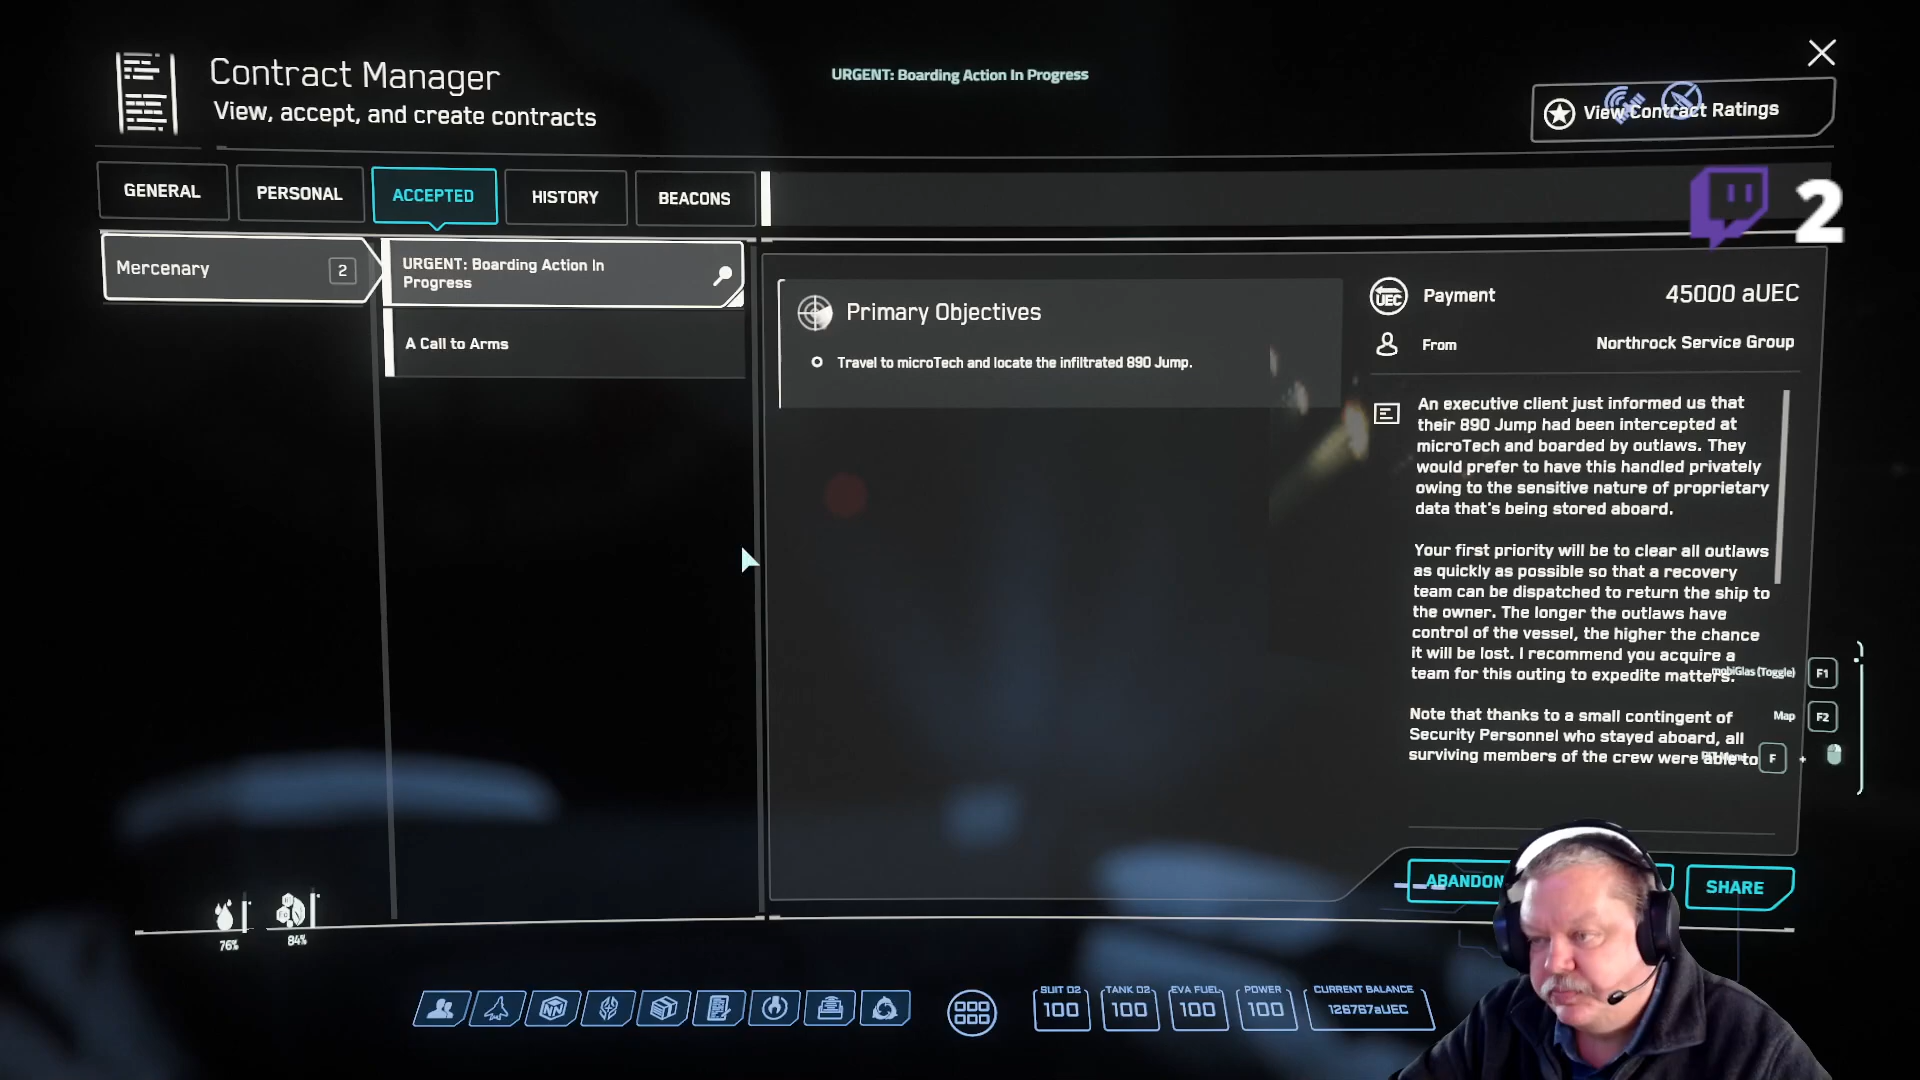 Contract Manager
View, accept, and create contracts
URGENT: Boarding Action In Progress
View Contract Ratings
GENERAL
PERSONAL
ACCEPTED
HISTORY
BEACONS
2
Mercenary
2
URGENT: Boarding Action In
Progress
A Call to Arms
Primary Objectives
Travel to microTech and locate the infiltrated 890 Jump.
UEC
Payment
45000 aUEC
From
Northrock Service Group
An executive client just informed us that
their 890 Jump had been intercepted at
microTech and boarded by outlaws. They
would prefer to have this handled privately
owing to the sensitive nature of proprietary
data that's being stored aboard.
Your first priority will be to clear all outlaws
as quickly as possible so that a recovery
team can be dispatched to return the ship to
the owner. The longer the outlaws have
control of the vessel, the higher the chance
it will be lost. I recommend you acquire a
team for this outing to expedite matters.
Note that thanks to a small contingent of
Security Personnel who stayed aboard, all
surviving members of the crew were able to
mobiGlas (Toggle)
F1
Map
F2
F
+
ABANDON
SHARE
76%
84%
SUIT O2
100
TANK O2
100
EVA FUEL
100
POWER
100
CURRENT BALANCE
126767aUEC